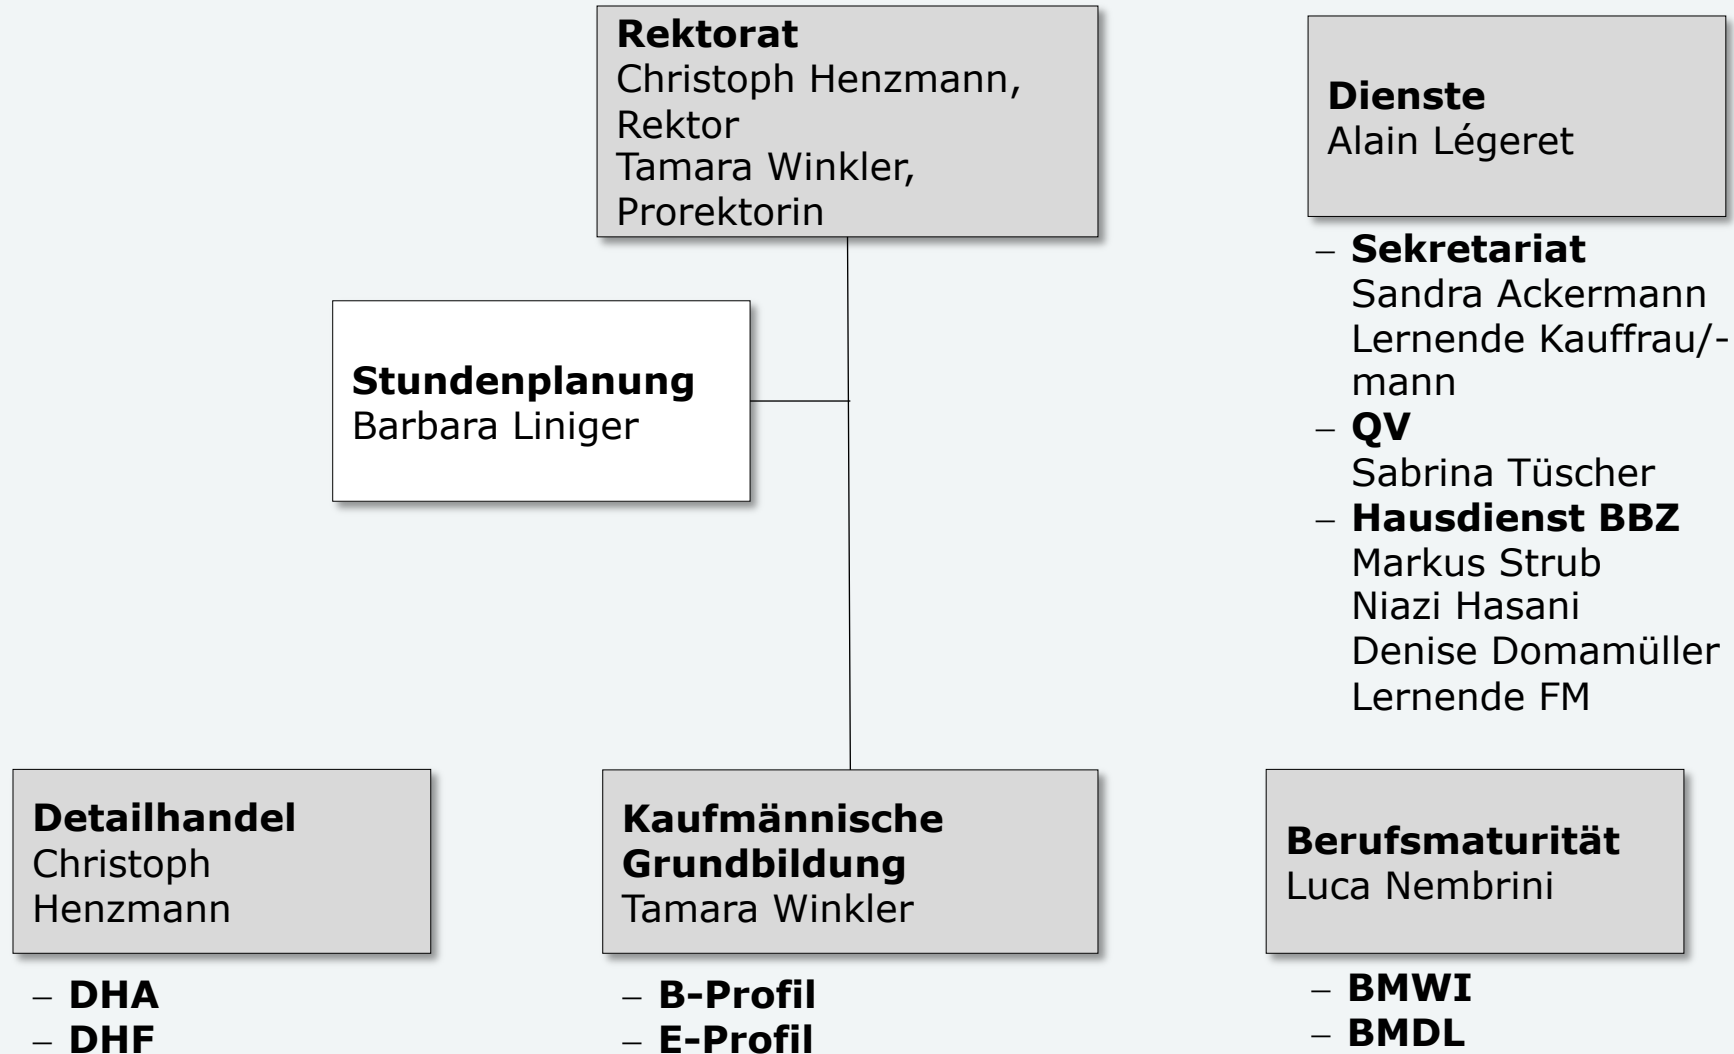 Rektorat
Christoph Henzmann,
Rektor
Tamara Winkler,
Prorektorin
Dienste
Alain Légeret
– Sekretariat
Sandra Ackermann
Lernende Kauffrau/-
mann
– QV
Sabrina Tüscher
– Hausdienst BBZ
Markus Strub
Niazi Hasani
Denise Domamüller
Lernende FM
Stundenplanung
Barbara Liniger
Detailhandel
Christoph
Henzmann
– DHA
– DHF
Kaufmännische
Grundbildung
Tamara Winkler
– B-Profil
– E-Profil
Berufsmaturität
Luca Nembrini
– BMWI
– BMDL